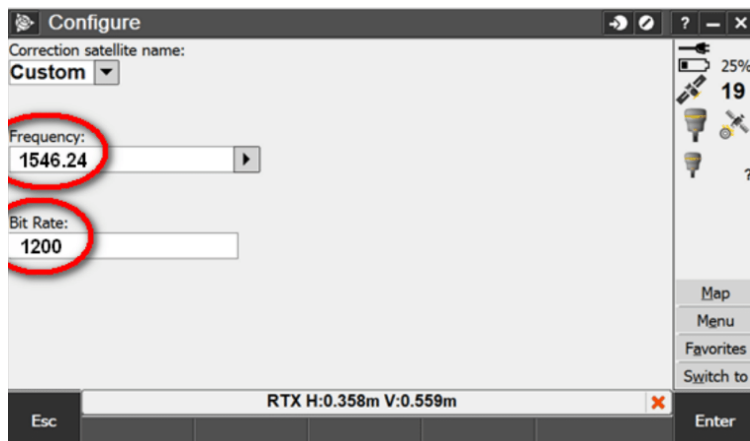 Configure
? — X
Correction satellite name:
Custom
25%
19
Frequency:
1546.24
?
Bit Rate:
1200
Map
Menu
Favorites
Switch to
RTX H:0.358m V:0.559m
Esc
Enter